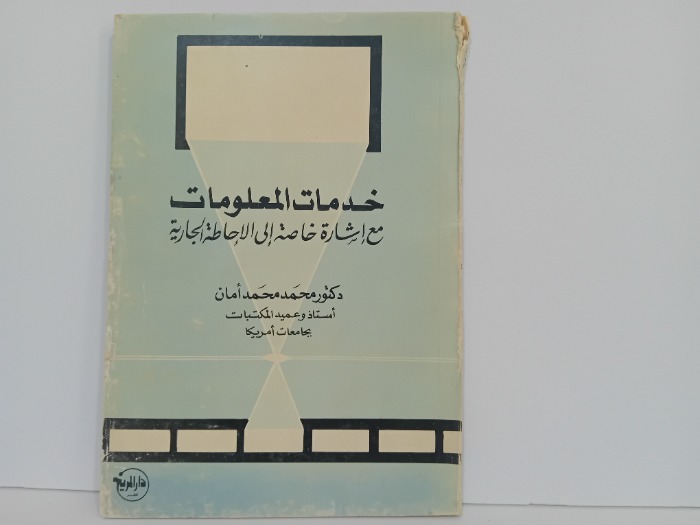 خدمات المعلومات
مع إشارة خاصة إلى الإحاطة الجارية
دكتور محمد محمد أمان
أستاذ وعميد المكتبات
بجامعات أمريكا
دار المريخ
للنشر